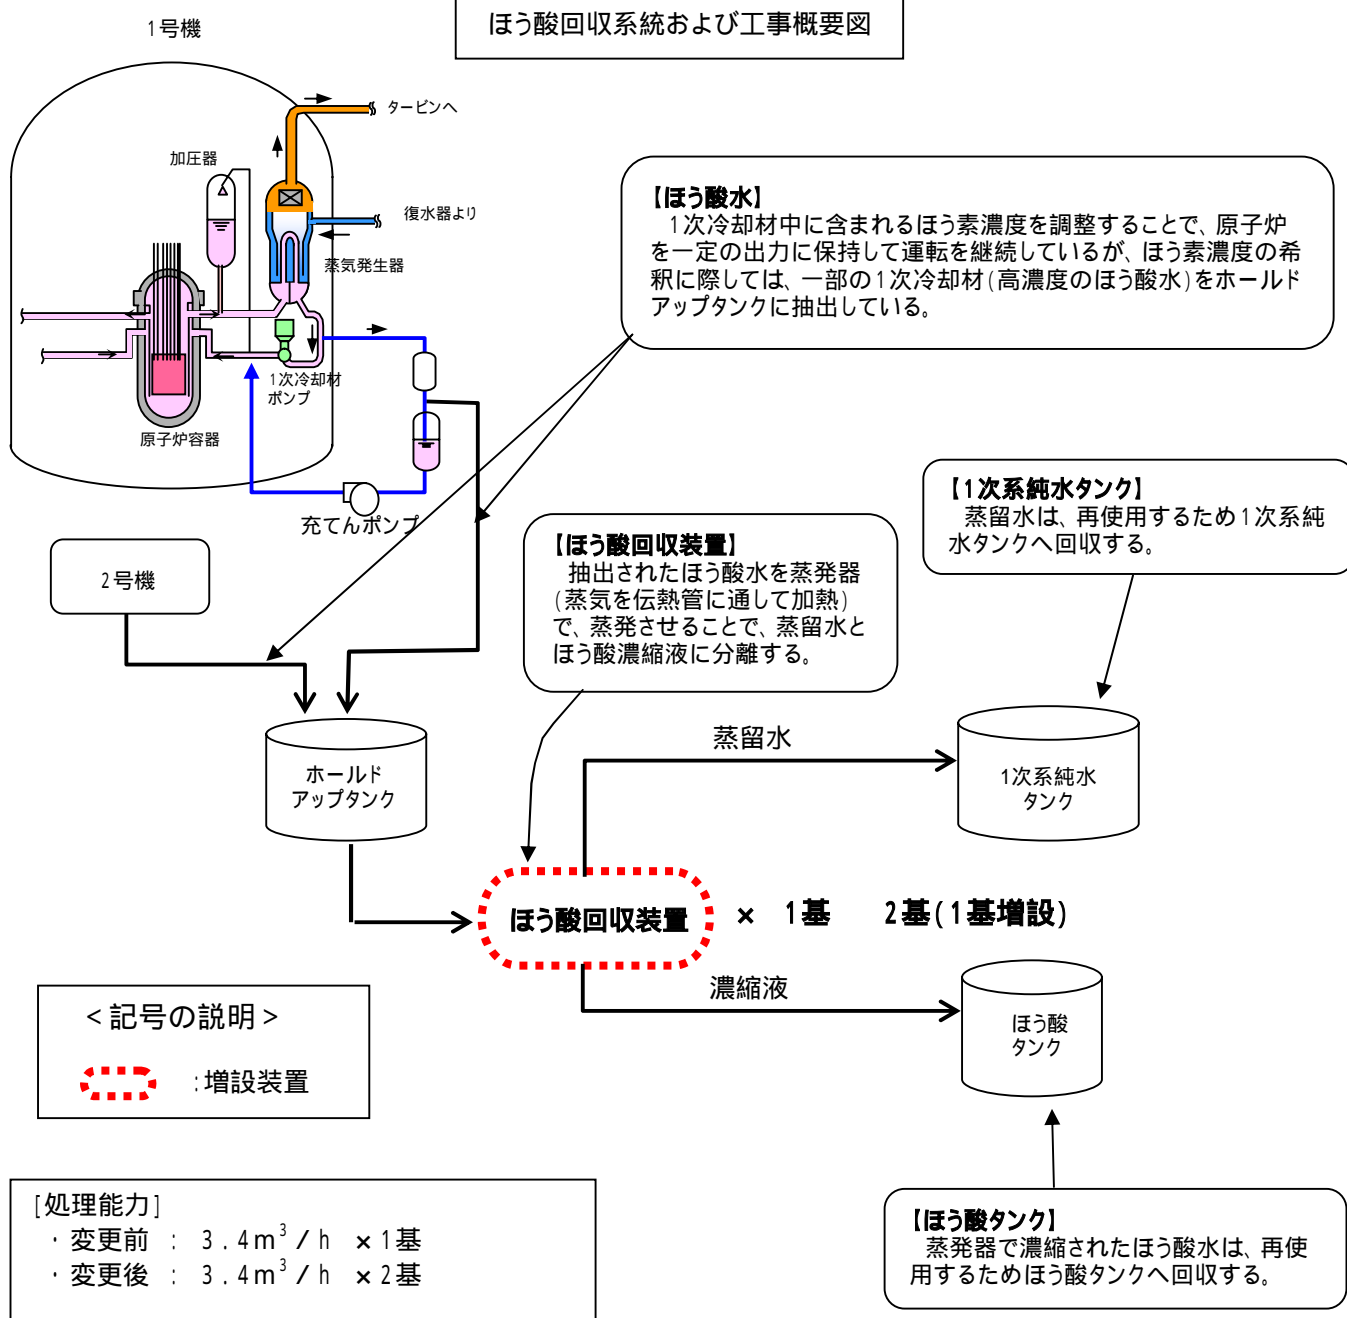 ほう酸回収系統および工事概要図
1号機
タービンへ
加圧器
復水器より
蒸気発生器
1次冷却材
ポンプ
原子炉容器
充てんポンプ
【ほう酸水】
1次冷却材中に含まれるほう素濃度を調整することで、原子炉
を一定の出力に保持して運転を継続しているが、ほう素濃度の希
釈に際しては、一部の1次冷却材(高濃度のほう酸水)をホールド
アップタンクに抽出している。
2号機
【ほう酸回収装置】
抽出されたほう酸水を蒸発器
(蒸気を伝熱管に通して加熱)
で、蒸発させることで、蒸留水と
ほう酸濃縮液に分離する。
【1次系純水タンク】
蒸留水は、再使用するため1次系純
水タンクへ回収する。
ホールド
アップタンク
蒸留水
1次系純水
タンク
ほう酸回収装置
× 1基 2基(1基増設)
濃縮液
ほう酸
タンク
<記号の説明>
:増設装置
[処理能力]
・変更前 : 3.4m³/h ×1基
・変更後 : 3.4m³/h ×2基
【ほう酸タンク】
蒸発器で濃縮されたほう酸水は、再使
用するためほう酸タンクへ回収する。